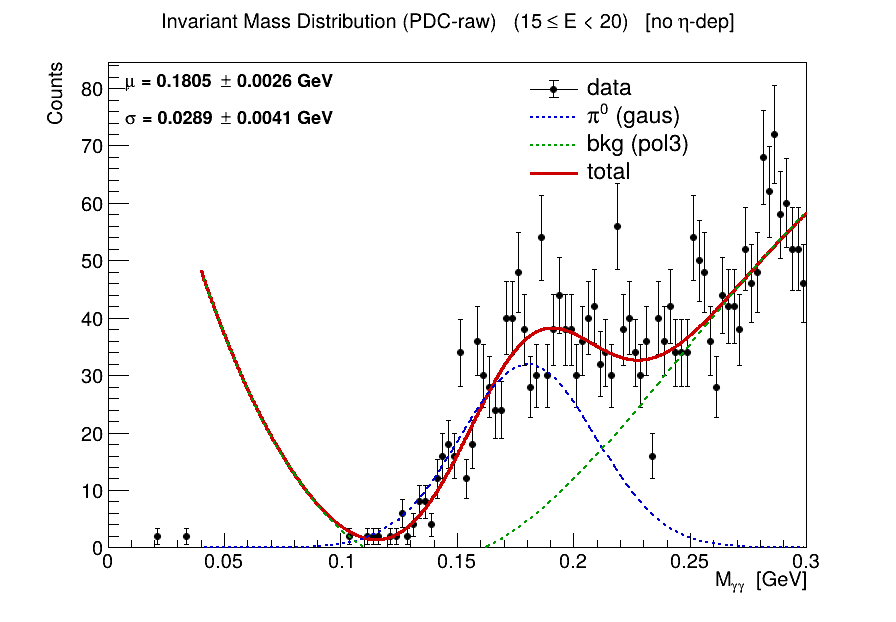 Invariant Mass Distribution (PDC-raw) (15 ≤ E < 20) [no η-dep]
Counts
μ = 0.1805 ± 0.0026 GeV
σ = 0.0289 ± 0.0041 GeV
data
π⁰ (gaus)
bkg (pol3)
total
80
70
60
50
40
30
20
10
0
0 0.05 0.1 0.15 0.2 0.25 0.3
Mγγ [GeV]